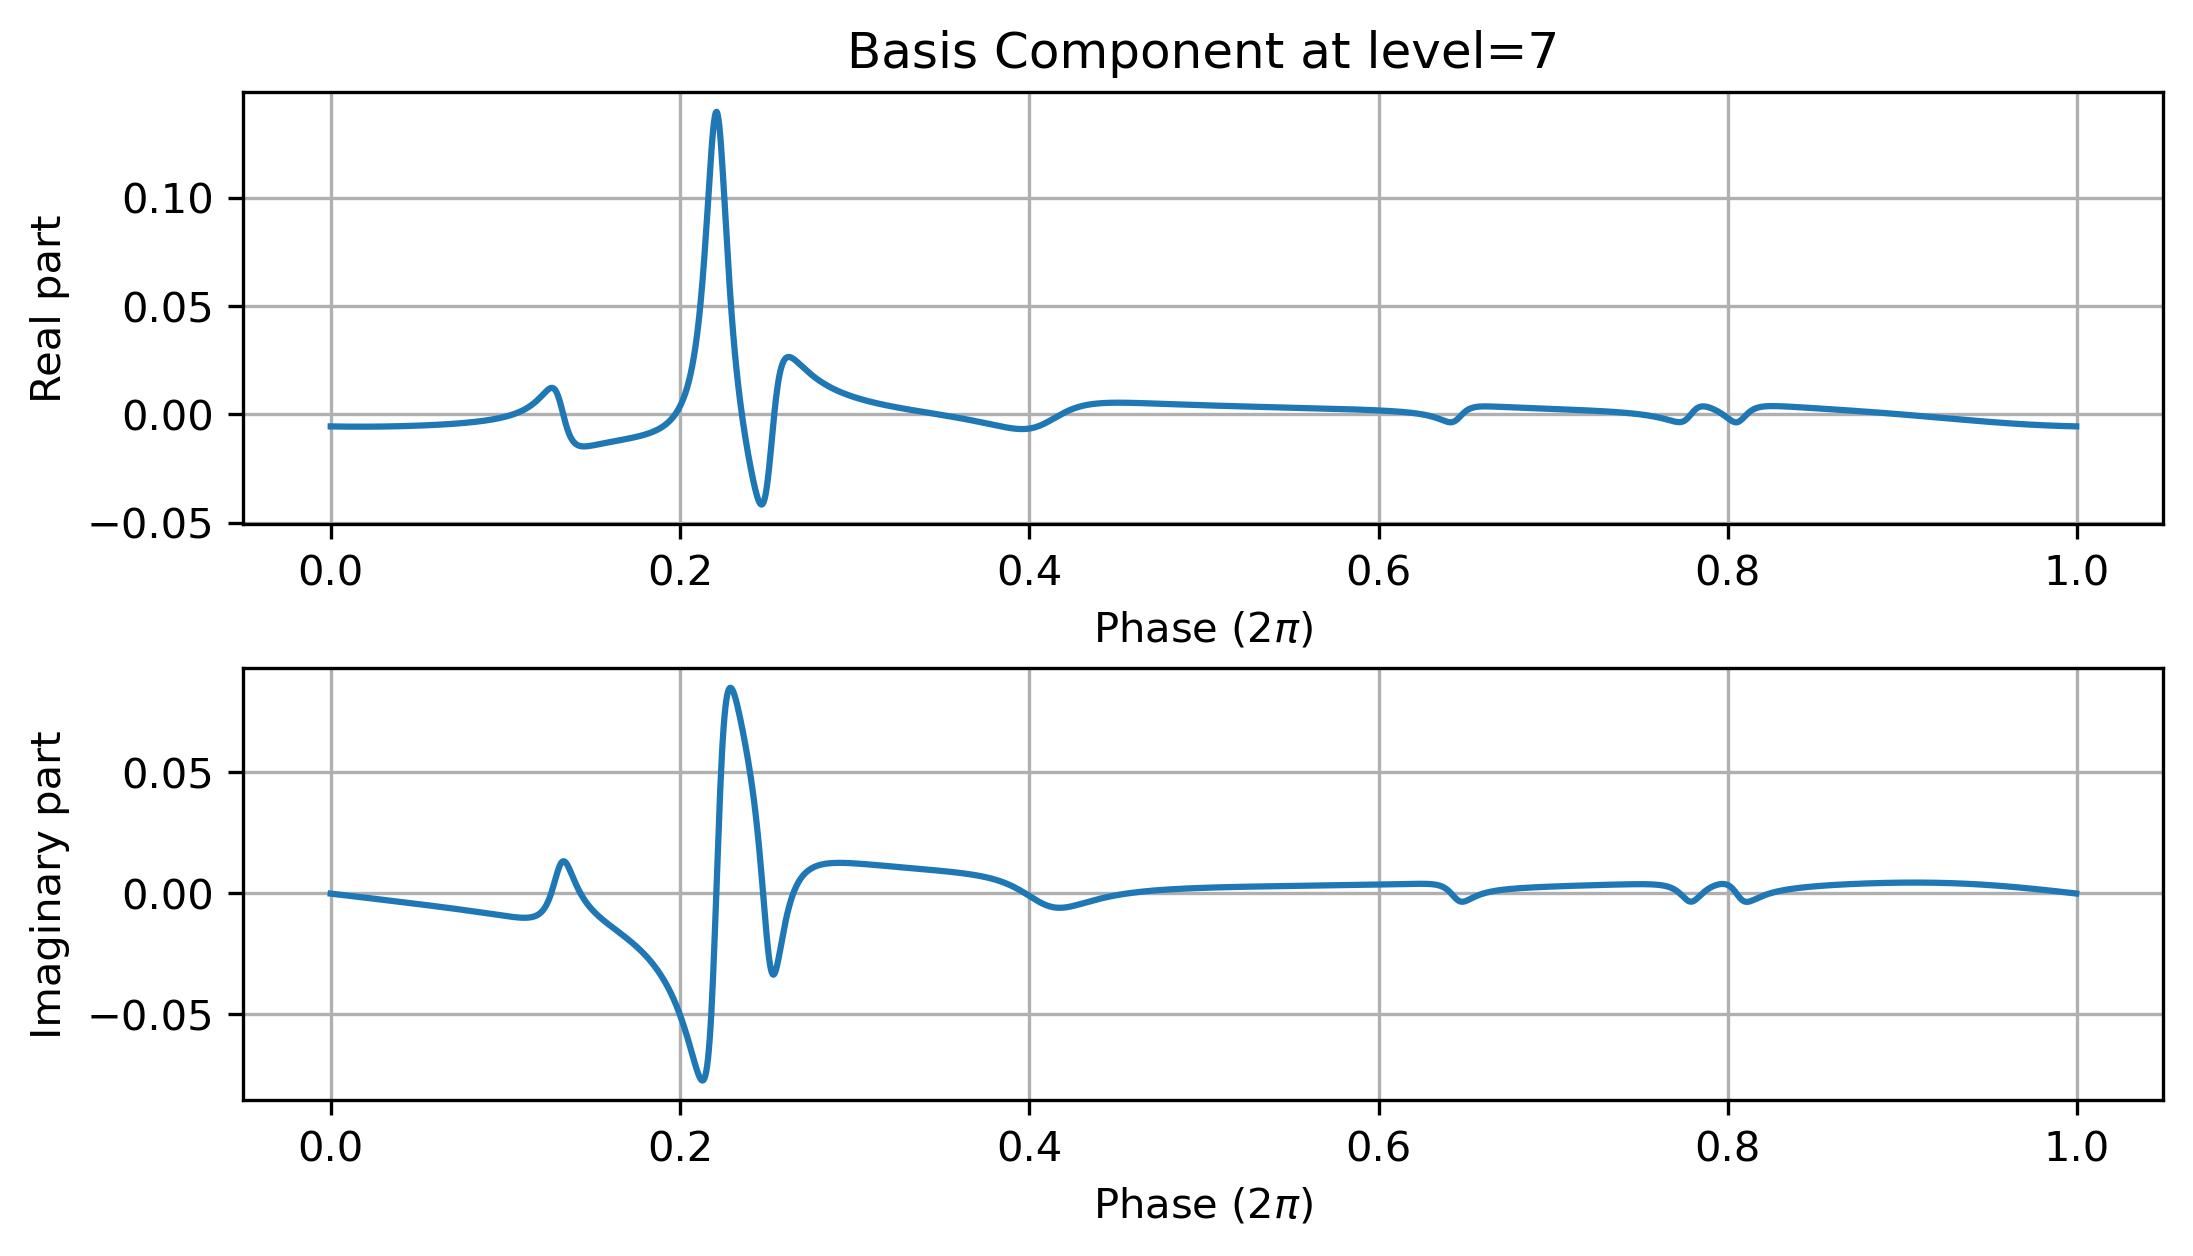 Basis Component at level=7
Real part
0.10
0.05
0.00
−0.05
0.0 0.2 0.4 0.6 0.8 1.0
Phase (2π)
Imaginary part
0.05
0.00
−0.05
0.0 0.2 0.4 0.6 0.8 1.0
Phase (2π)